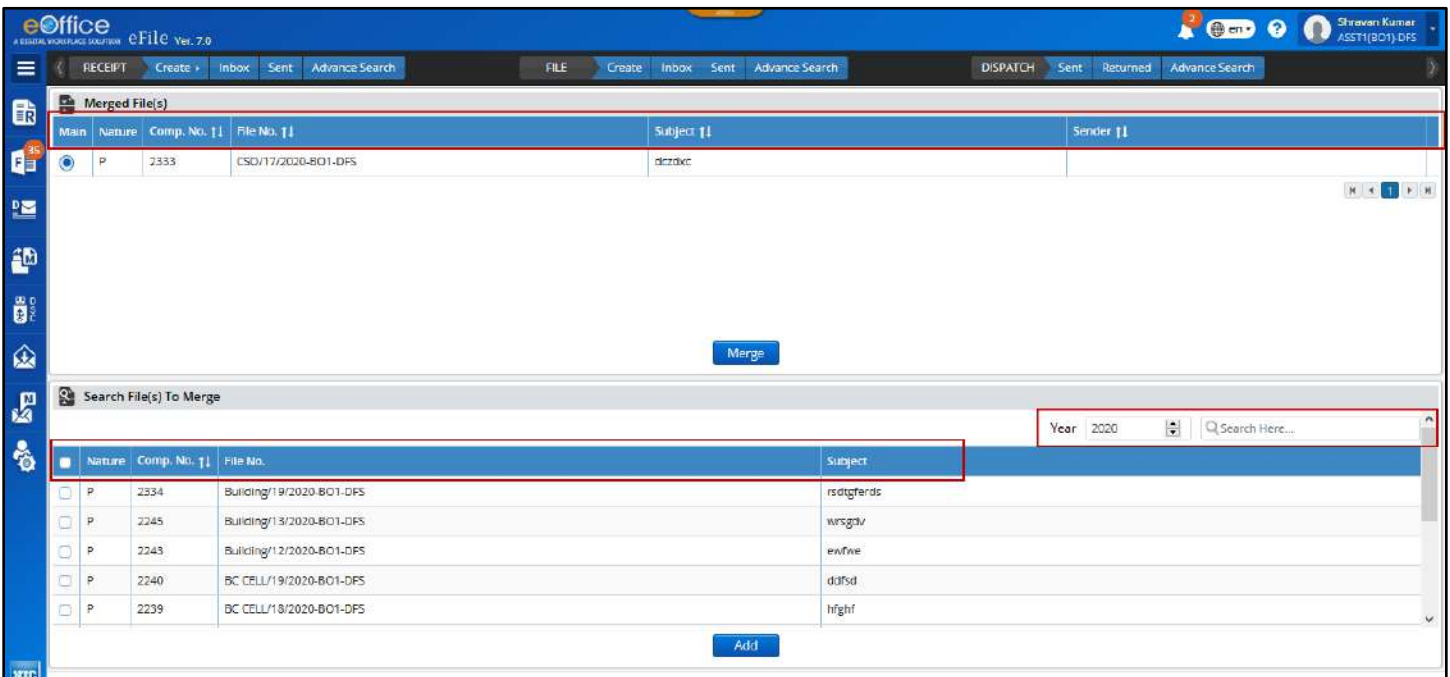 eOffice
A DIGITAL WORKPLACE SOLUTION eFile Ver. 7.0
2
en
?
Shravan Kumar
ASST1(BO1)-DFS
RECEIPT Create Inbox Sent Advance Search FILE Create Inbox Sent Advance Search DISPATCH Sent Returned Advance Search
Merged File(s)
Main Nature Comp. No. File No. Subject Sender
P 2333 CSO/17/2020-BO1-DFS dczdxc
1
35
Merge
Search File(s) To Merge
Year 2020 Search Here...
Nature Comp. No. File No. Subject
P 2334 Building/19/2020-BO1-DFS rsdtgferds
P 2245 Building/13/2020-BO1-DFS wrsgdv
P 2243 Building/12/2020-BO1-DFS ewfwe
P 2240 BC CELL/19/2020-BO1-DFS ddfsd
P 2239 BC CELL/18/2020-BO1-DFS hfghf
Add